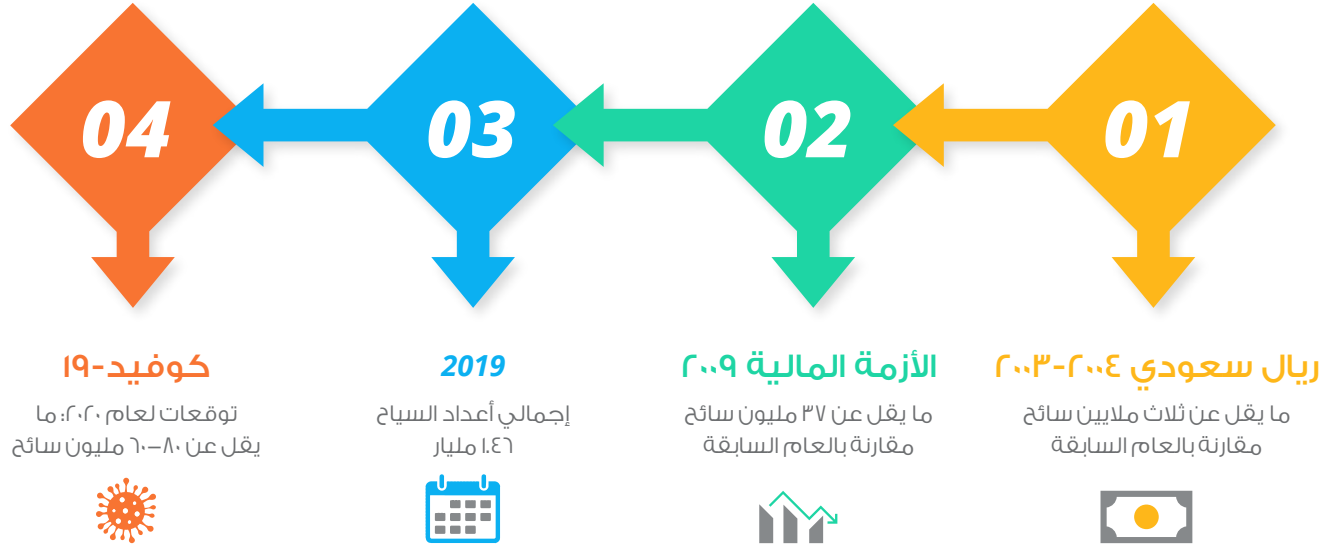 01
02
03
04
ريال سعودي ٢٠٠٤-٢٠٠٣
ما يقل عن ثلاث ملايين سائح
مقارنة بالعام السابقة
الأزمة المالية ٢٠٠٩
ما يقل عن ٣٧ مليون سائح
مقارنة بالعام السابقة
2019
إجمالي أعداد السياح
١.٤٦ مليار
كوفيد-١٩
توقعات لعام ٢٠٢٠: ما
يقل عن ٨٠–٦٠ مليون سائح